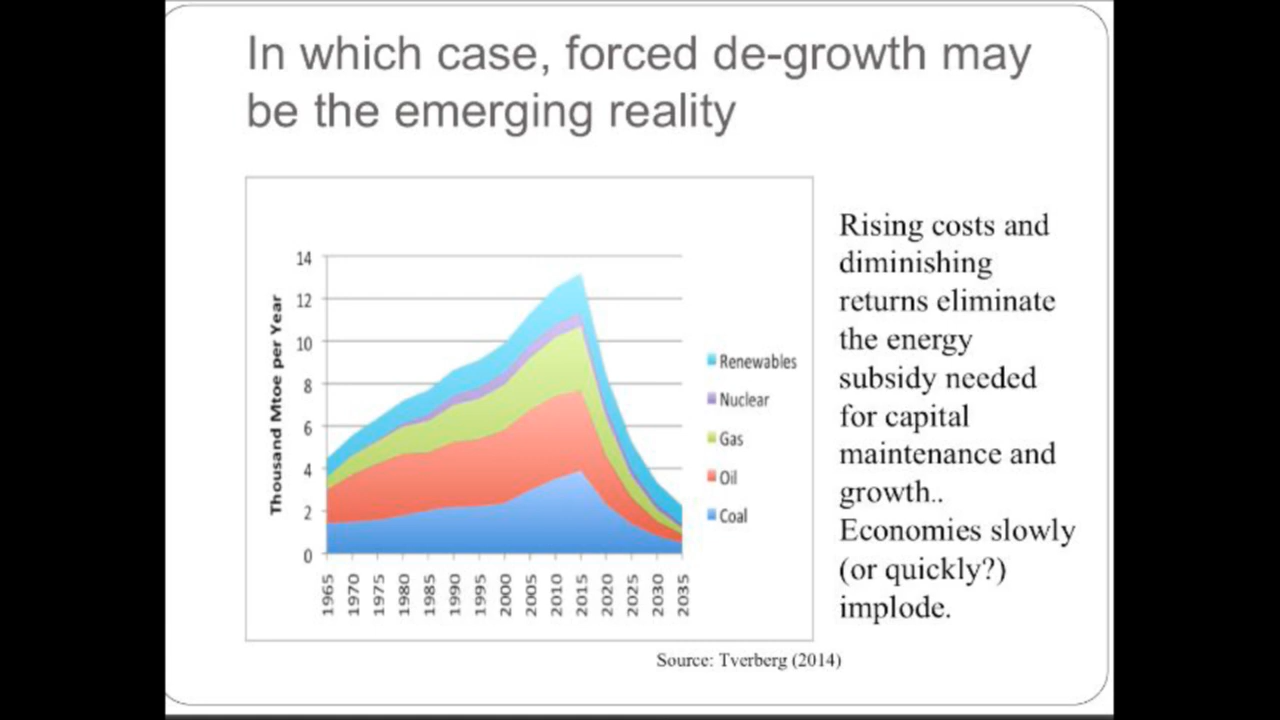 In which case, forced de-growth may
be the emerging reality
Thousand Mtoe per Year
14
12
10
8
6
4
2
0
1965
1970
1975
1980
1985
1990
1995
2000
2005
2010
2015
2020
2025
2030
2035
Renewables
Nuclear
Gas
Oil
Coal
Rising costs and
diminishing
returns eliminate
the energy
subsidy needed
for capital
maintenance and
growth..
Economies slowly
(or quickly?)
implode.
Source: Tverberg (2014)